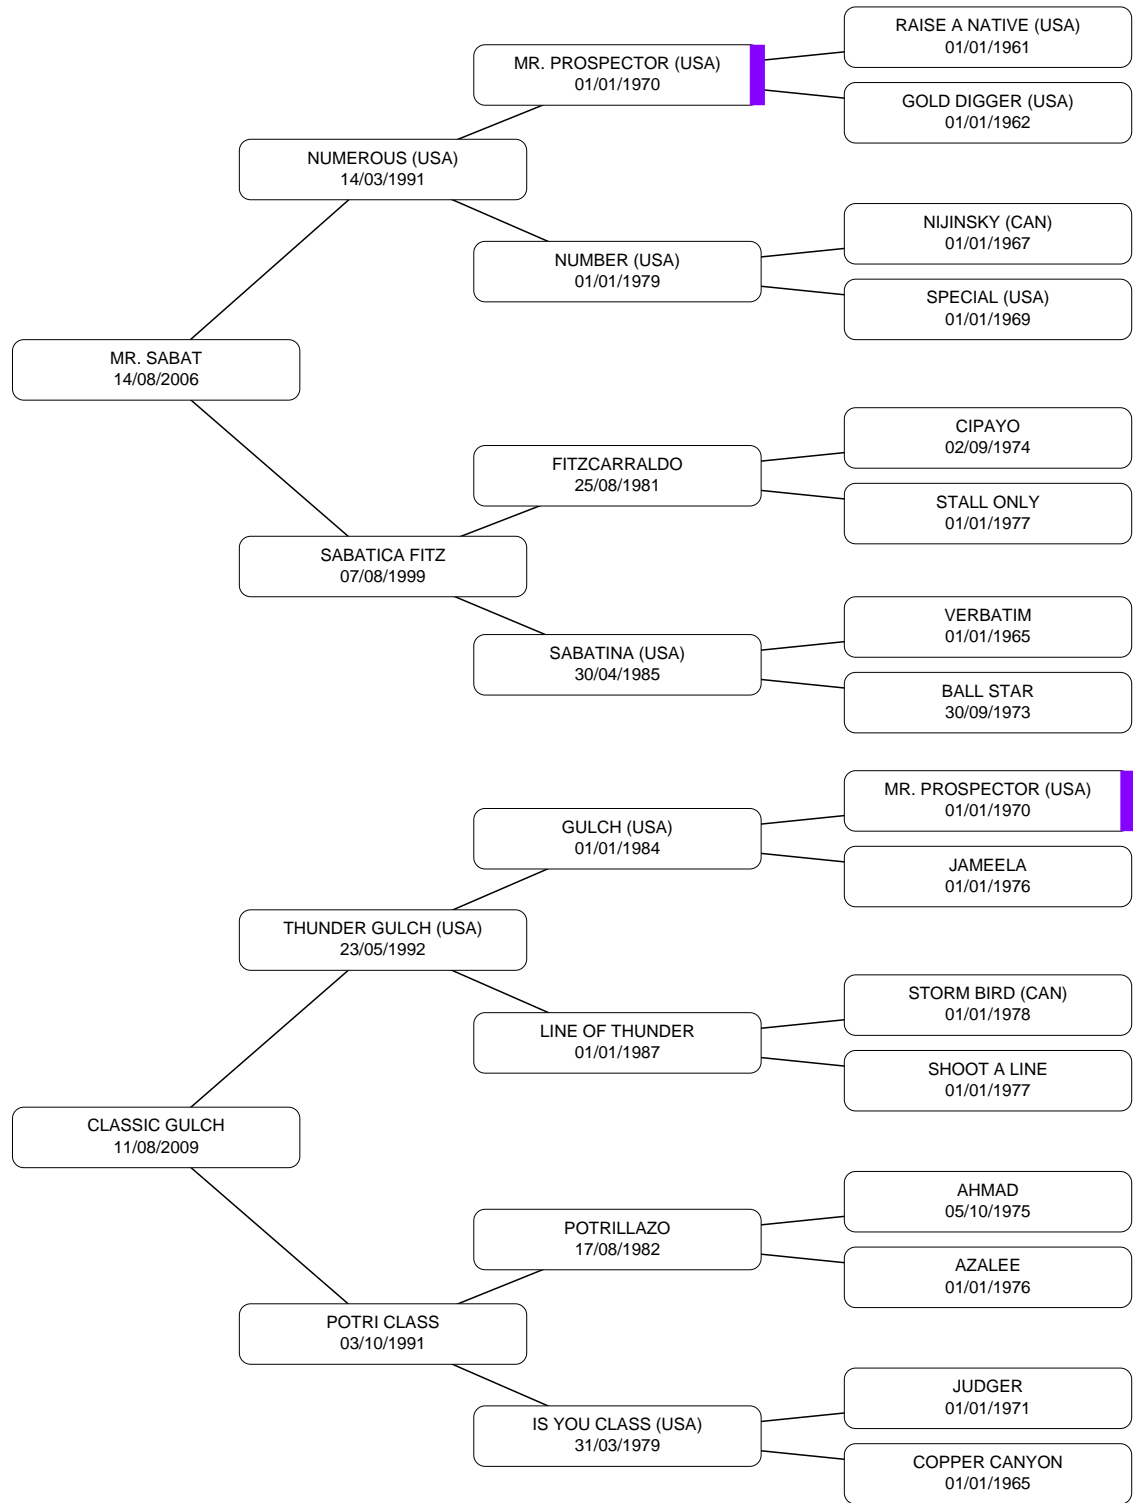 RAISE A NATIVE (USA)
01/01/1961
MR. PROSPECTOR (USA)
01/01/1970
GOLD DIGGER (USA)
01/01/1962
NUMEROUS (USA)
14/03/1991
NIJINSKY (CAN)
01/01/1967
NUMBER (USA)
01/01/1979
SPECIAL (USA)
01/01/1969
MR. SABAT
14/08/2006
CIPAYO
02/09/1974
FITZCARRALDO
25/08/1981
STALL ONLY
01/01/1977
SABATICA FITZ
07/08/1999
VERBATIM
01/01/1965
SABATINA (USA)
30/04/1985
BALL STAR
30/09/1973
MR. PROSPECTOR (USA)
01/01/1970
GULCH (USA)
01/01/1984
JAMEELA
01/01/1976
THUNDER GULCH (USA)
23/05/1992
STORM BIRD (CAN)
01/01/1978
LINE OF THUNDER
01/01/1987
SHOOT A LINE
01/01/1977
CLASSIC GULCH
11/08/2009
AHMAD
05/10/1975
POTRILLAZO
17/08/1982
AZALEE
01/01/1976
POTRI CLASS
03/10/1991
JUDGER
01/01/1971
IS YOU CLASS (USA)
31/03/1979
COPPER CANYON
01/01/1965